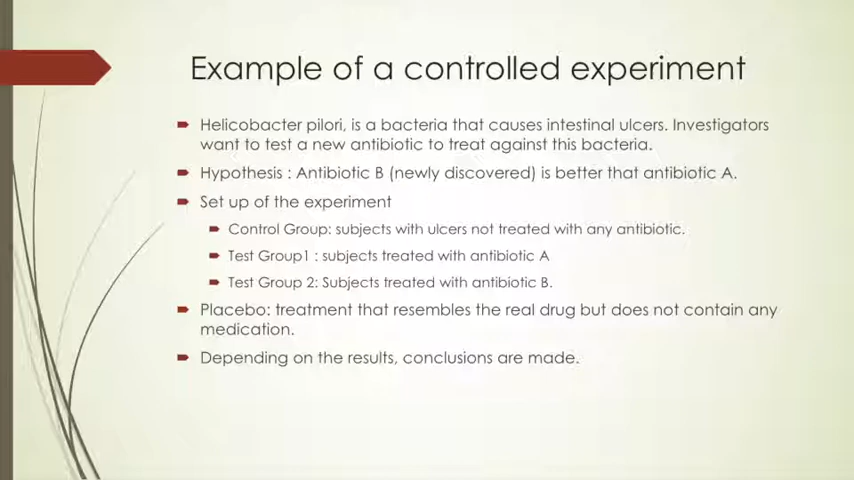 Example of a controlled experiment
Helicobacter pilori, is a bacteria that causes intestinal ulcers. Investigators
want to test a new antibiotic to treat against this bacteria.
Hypothesis : Antibiotic B (newly discovered) is better that antibiotic A.
Set up of the experiment
Control Group: subjects with ulcers not treated with any antibiotic.
Test Group1 : subjects treated with antibiotic A
Test Group 2: Subjects treated with antibiotic B.
Placebo: treatment that resembles the real drug but does not contain any
medication.
Depending on the results, conclusions are made.